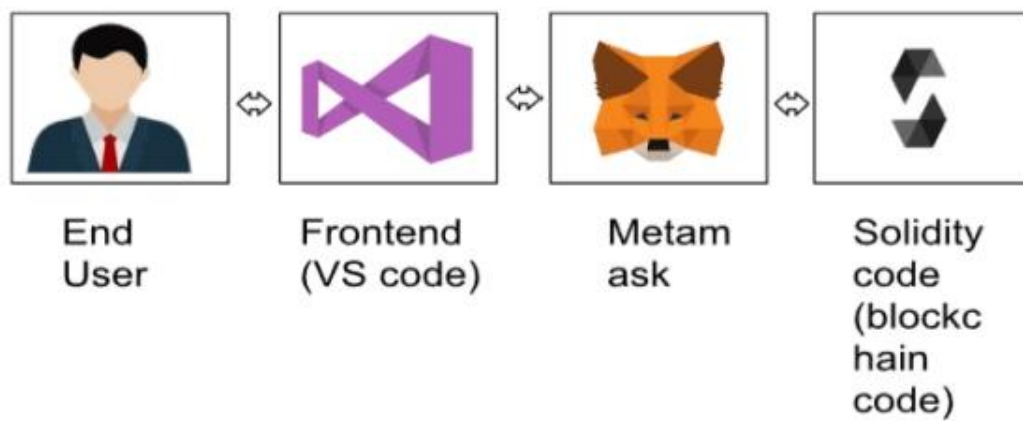 End
User
Frontend
(VS code)
Metam
ask
Solidity
code
(blockc
hain
code)